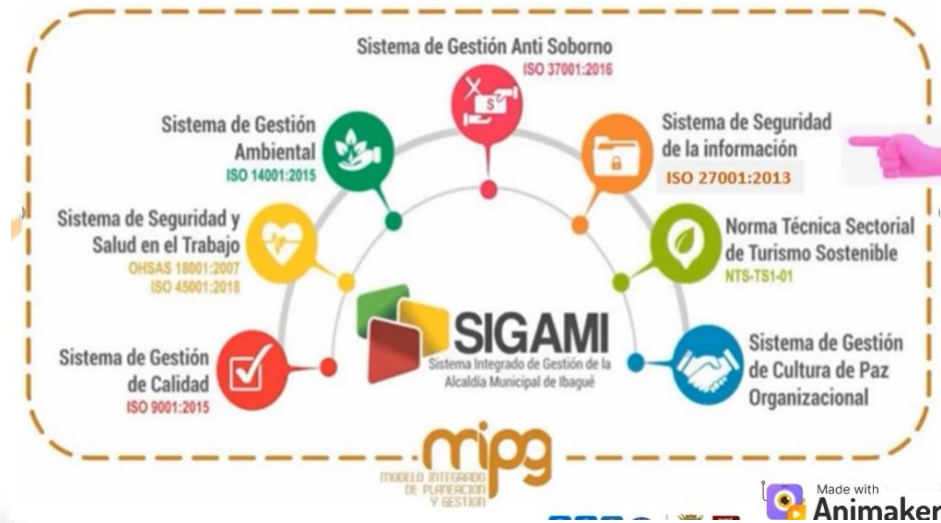 Sistema de Gestión Anti Soborno
ISO 37001:2016
Sistema de Gestión
Ambiental
ISO 14001:2015
Sistema de Seguridad
de la información
ISO 27001:2013
Sistema de Seguridad y
Salud en el Trabajo
OHSAS 18001:2007
ISO 45001:2018
Norma Técnica Sectorial
de Turismo Sostenible
NTS-TS1-01
SIGAMI
Sistema Integrado de Gestión de la
Alcaldía Municipal de Ibagué
Sistema de Gestión
de Calidad
ISO 9001:2015
Sistema de Gestión
de Cultura de Paz
Organizacional
mipg
MODELO INTEGRADO
DE PLANEACIÓN
Y GESTIÓN
Made with
Animaker